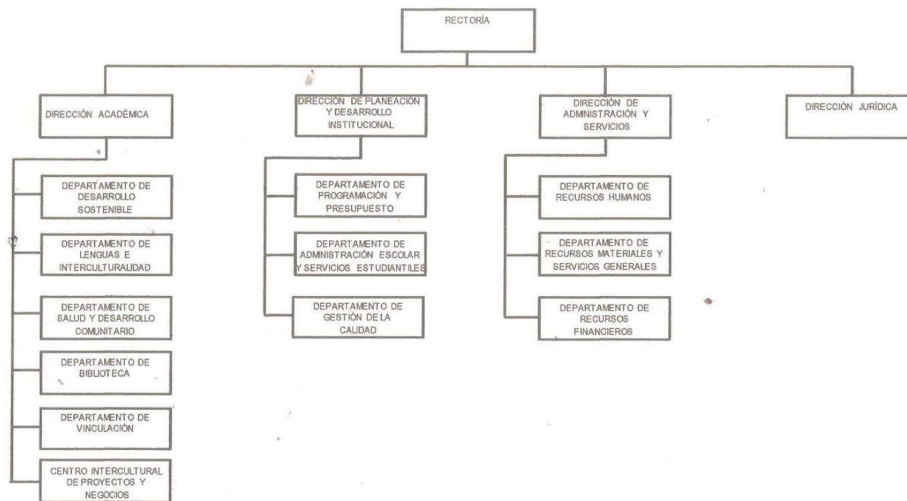 RECTORÍA
DIRECCIÓN ACADÉMICA
DIRECCIÓN DE PLANEACIÓN
Y DESARROLLO
INSTITUCIONAL
DIRECCIÓN DE
ADMINISTRACIÓN Y
SERVICIOS
DIRECCIÓN JURÍDICA
DEPARTAMENTO DE
DESARROLLO
SOSTENIBLE
DEPARTAMENTO DE
LENGUAS E
INTERCULTURALIDAD
DEPARTAMENTO DE
SALUD Y DESARROLLO
COMUNITARIO
DEPARTAMENTO DE
BIBLIOTECA
DEPARTAMENTO DE
VINCULACIÓN
CENTRO INTERCULTURAL
DE PROYECTOS Y
NEGOCIOS
DEPARTAMENTO DE
PROGRAMACIÓN Y
PRESUPUESTO
DEPARTAMENTO DE
ADMINISTRACIÓN ESCOLAR
Y SERVICIOS ESTUDIANTILES
DEPARTAMENTO DE
GESTIÓN DE LA
CALIDAD
DEPARTAMENTO DE
RECURSOS HUMANOS
DEPARTAMENTO DE
RECURSOS MATERIALES Y
SERVICIOS GENERALES
DEPARTAMENTO DE
RECURSOS
FINANCIEROS